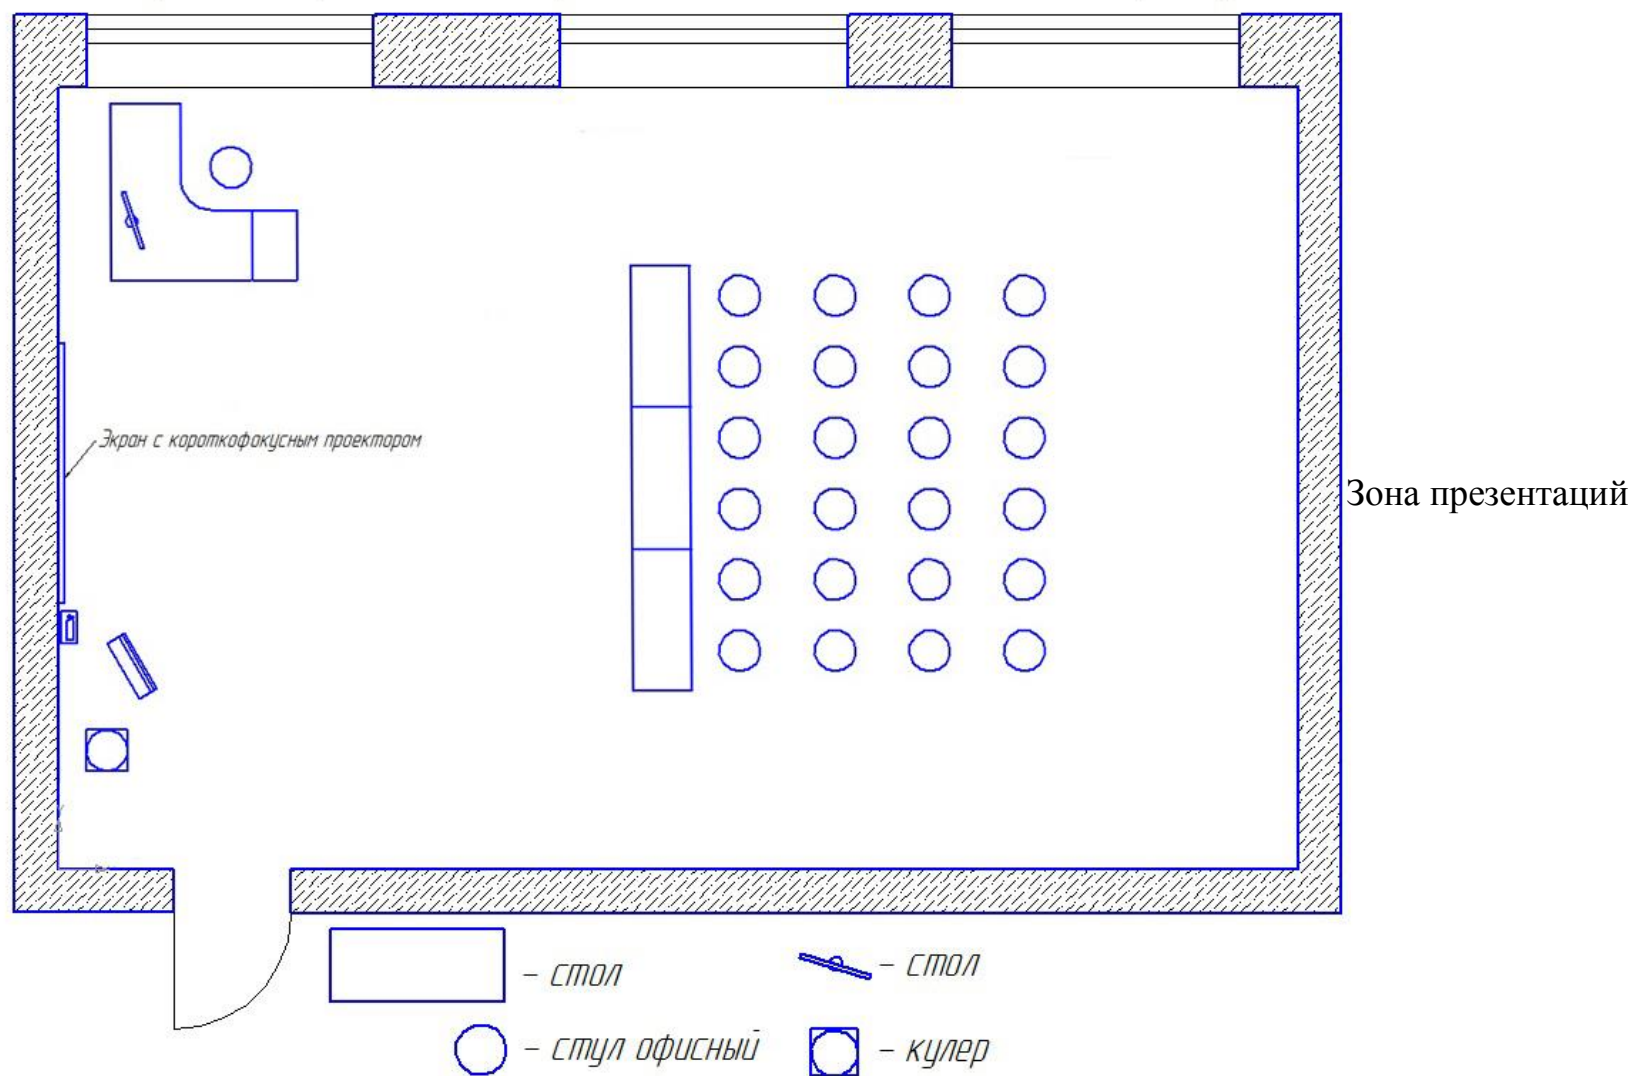 Экран с короткофокусным проектором
Зона презентаций
– стол
– стол
– стул офисный
– кулер